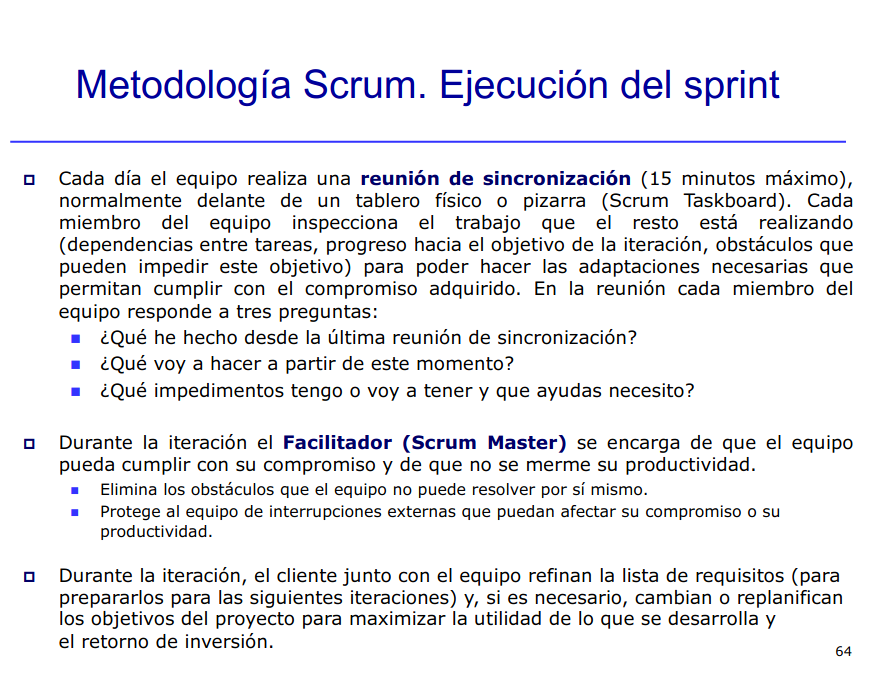 Metodología Scrum. Ejecución del sprint
Cada día el equipo realiza una reunión de sincronización (15 minutos máximo),
normalmente delante de un tablero físico o pizarra (Scrum Taskboard). Cada
miembro del equipo inspecciona el trabajo que el resto está realizando
(dependencias entre tareas, progreso hacia el objetivo de la iteración, obstáculos que
pueden impedir este objetivo) para poder hacer las adaptaciones necesarias que
permitan cumplir con el compromiso adquirido. En la reunión cada miembro del
equipo responde a tres preguntas:
¿Qué he hecho desde la última reunión de sincronización?
¿Qué voy a hacer a partir de este momento?
¿Qué impedimentos tengo o voy a tener y que ayudas necesito?
Durante la iteración el Facilitador (Scrum Master) se encarga de que el equipo
pueda cumplir con su compromiso y de que no se merme su productividad.
Elimina los obstáculos que el equipo no puede resolver por sí mismo.
Protege al equipo de interrupciones externas que puedan afectar su compromiso o su
productividad.
Durante la iteración, el cliente junto con el equipo refinan la lista de requisitos (para
prepararlos para las siguientes iteraciones) y, si es necesario, cambian o replanifican
los objetivos del proyecto para maximizar la utilidad de lo que se desarrolla y
el retorno de inversión.
64